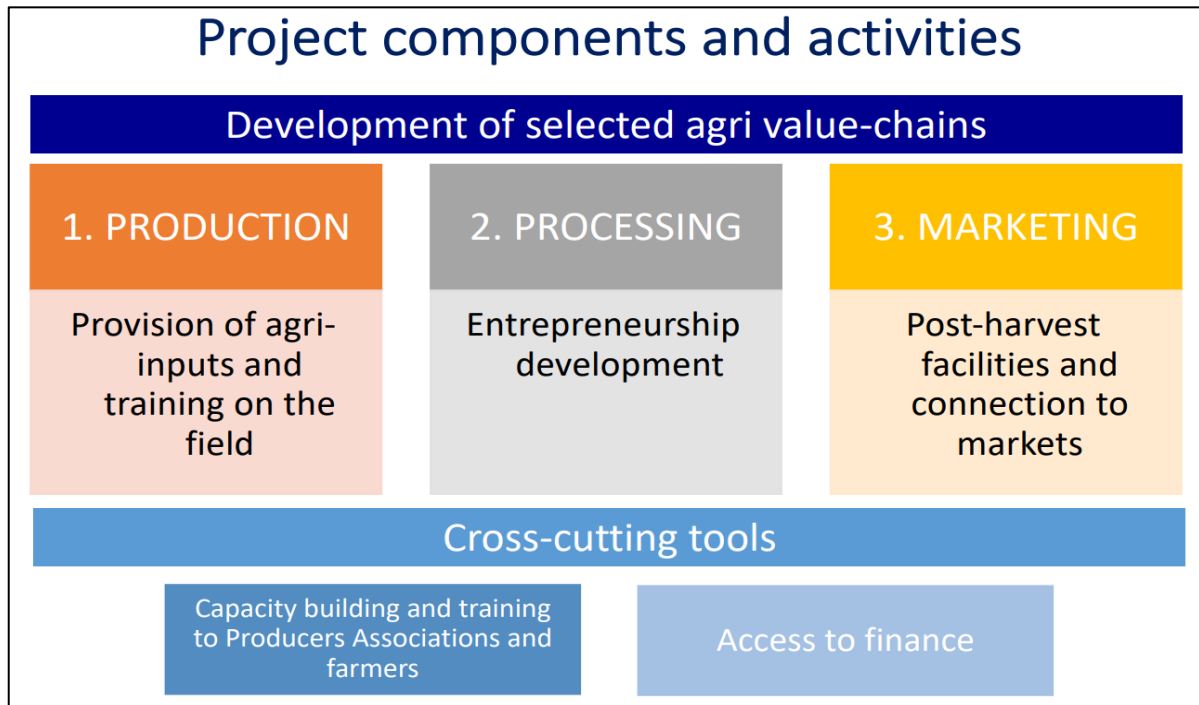 Project components and activities
Development of selected agri value-chains
1. PRODUCTION
Provision of agri-
inputs and
training on the
field
2. PROCESSING
Entrepreneurship
development
3. MARKETING
Post-harvest
facilities and
connection to
markets
Cross-cutting tools
Capacity building and training
to Producers Associations and
farmers
Access to finance